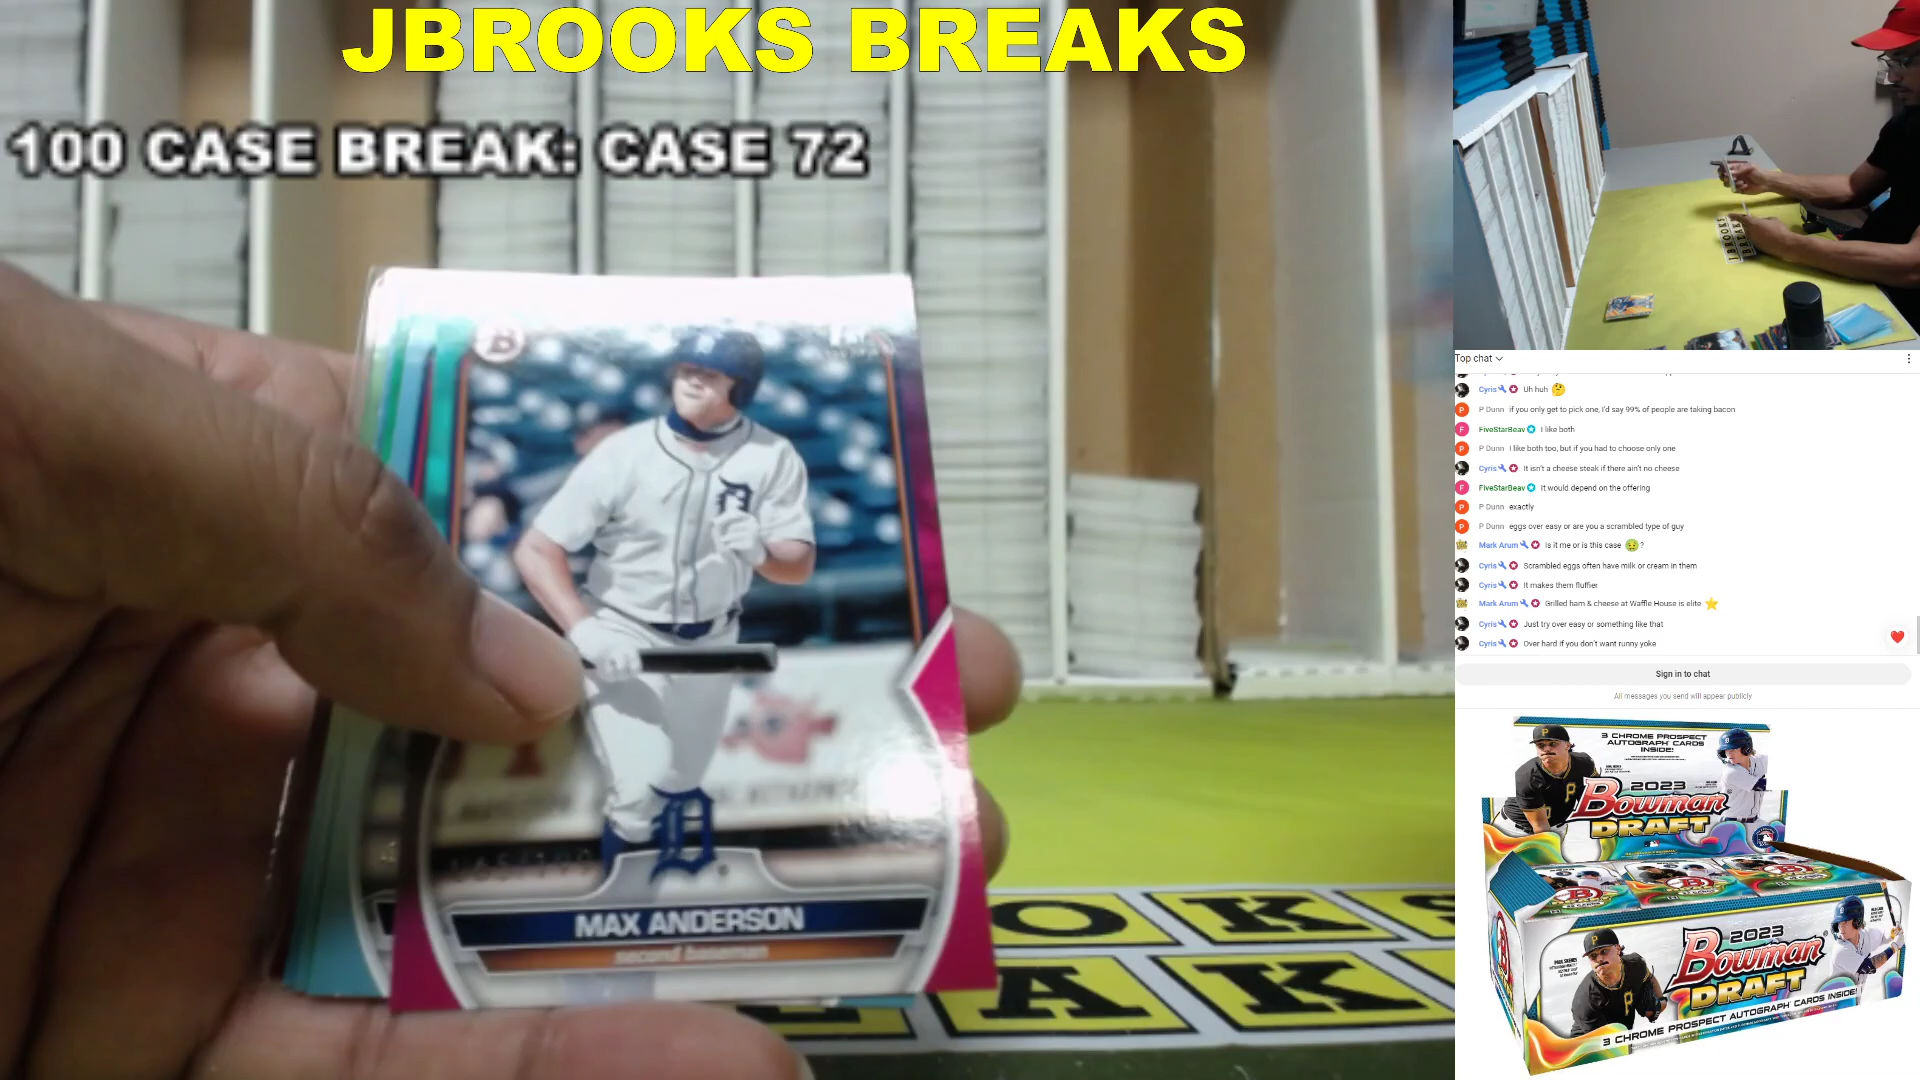 JBROOKS BREAKS
100 CASE BREAK: CASE 72
MAX ANDERSON
second baseman
Top chat
Cyris Uh huh 🤔
P Dunn if you only get to pick one, I'd say 99% of people are taking bacon
FiveStarBeav I like both
P Dunn I like both too, but if you had to choose only one
Cyris It isn't a cheese steak if there ain't no cheese
FiveStarBeav It would depend on the offering
P Dunn exactly
P Dunn eggs over easy or are you a scrambled type of guy
Mark Arum Is it me or is this case 🤢?
Cyris Scrambled eggs often have milk or cream in them
Cyris It makes them fluffier
Mark Arum Grilled ham & cheese at Waffle House is elite ⭐
Cyris Just try over easy or something like that
Cyris Over hard if you don't want runny yoke
Sign in to chat
All messages you send will appear publicly
3 CHROME PROSPECT
AUTOGRAPH CARDS
INSIDE!
2023
Bowman
DRAFT
2023
Bowman
DRAFT
3 CHROME PROSPECT AUTOGRAPH CARDS INSIDE!
JBROOKS
BREAKS
O K S
A K